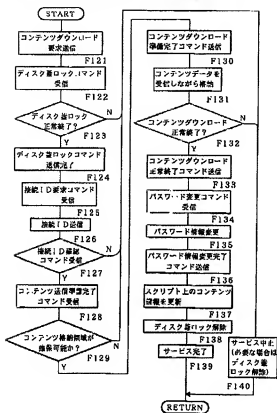 START
コンテンツダウンロード
要求送信
F121
ディスク蓋ロックコマンド
受信
F122
ディスク蓋ロック
正常終了?
N
F123
Y
ディスク蓋ロックコマンド
送信完了
F124
接続ID要求コマンド
受信
F125
接続ID送信
F126
接続ID確認
コマンド受信
N
F127
Y
コンテンツ送信準備完了
コマンド受信
F128
コンテンツ格納領域が
確保可能か?
N
F129
Y
コンテンツダウンロード
準備完了コマンド送信
F130
コンテンツデータを
受信しながら格納
F131
コンテンツダウンロード
正常終了?
N
F132
Y
コンテンツダウンロード
正常終了コマンド送信
F133
パスワード変更コマンド
受信
F134
パスワード情報変更
F135
パスワード情報変更完了
コマンド送信
F136
スクリプト上のコンテンツ
情報を更新
F137
ディスク蓋ロック解除
F138
サービス完了
F139
サービス中止
(必要な場合は
ディスク蓋
ロック解除)
F140
RETURN